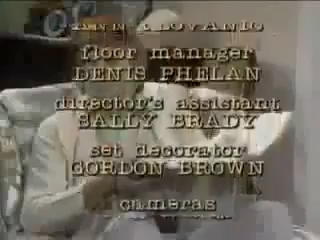 floor manager
DENIS PHELAN
director's assistant
SALLY BRADY
set decorator
GORDON BROWN
cameras